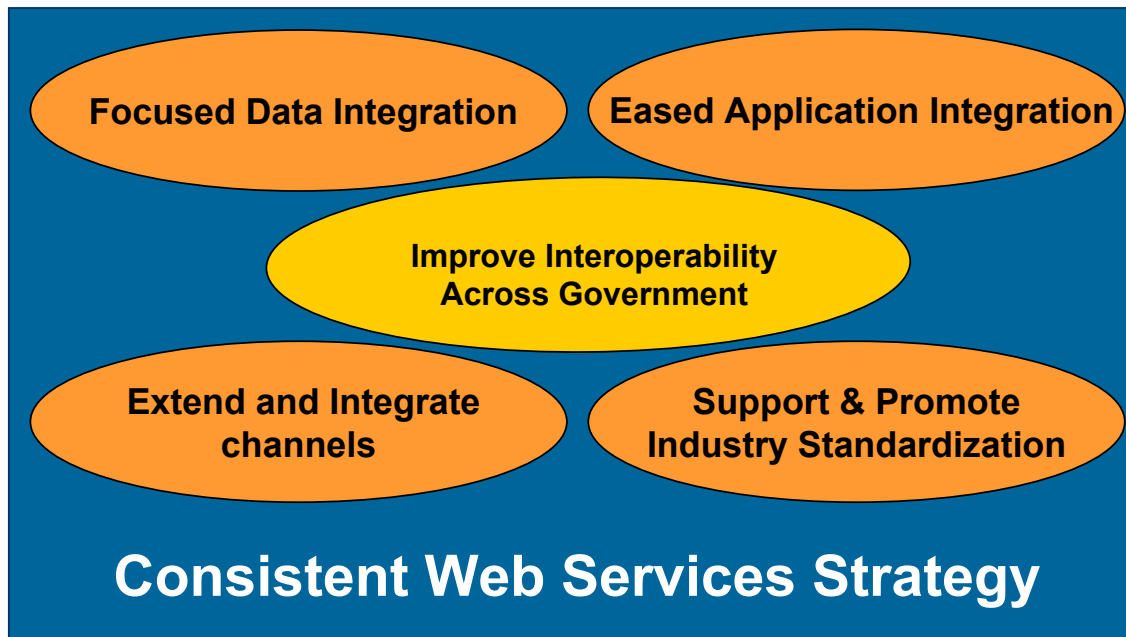 Focused Data Integration
Eased Application Integration
Improve Interoperability
Across Government
Extend and Integrate
channels
Support & Promote
Industry Standardization
Consistent Web Services Strategy